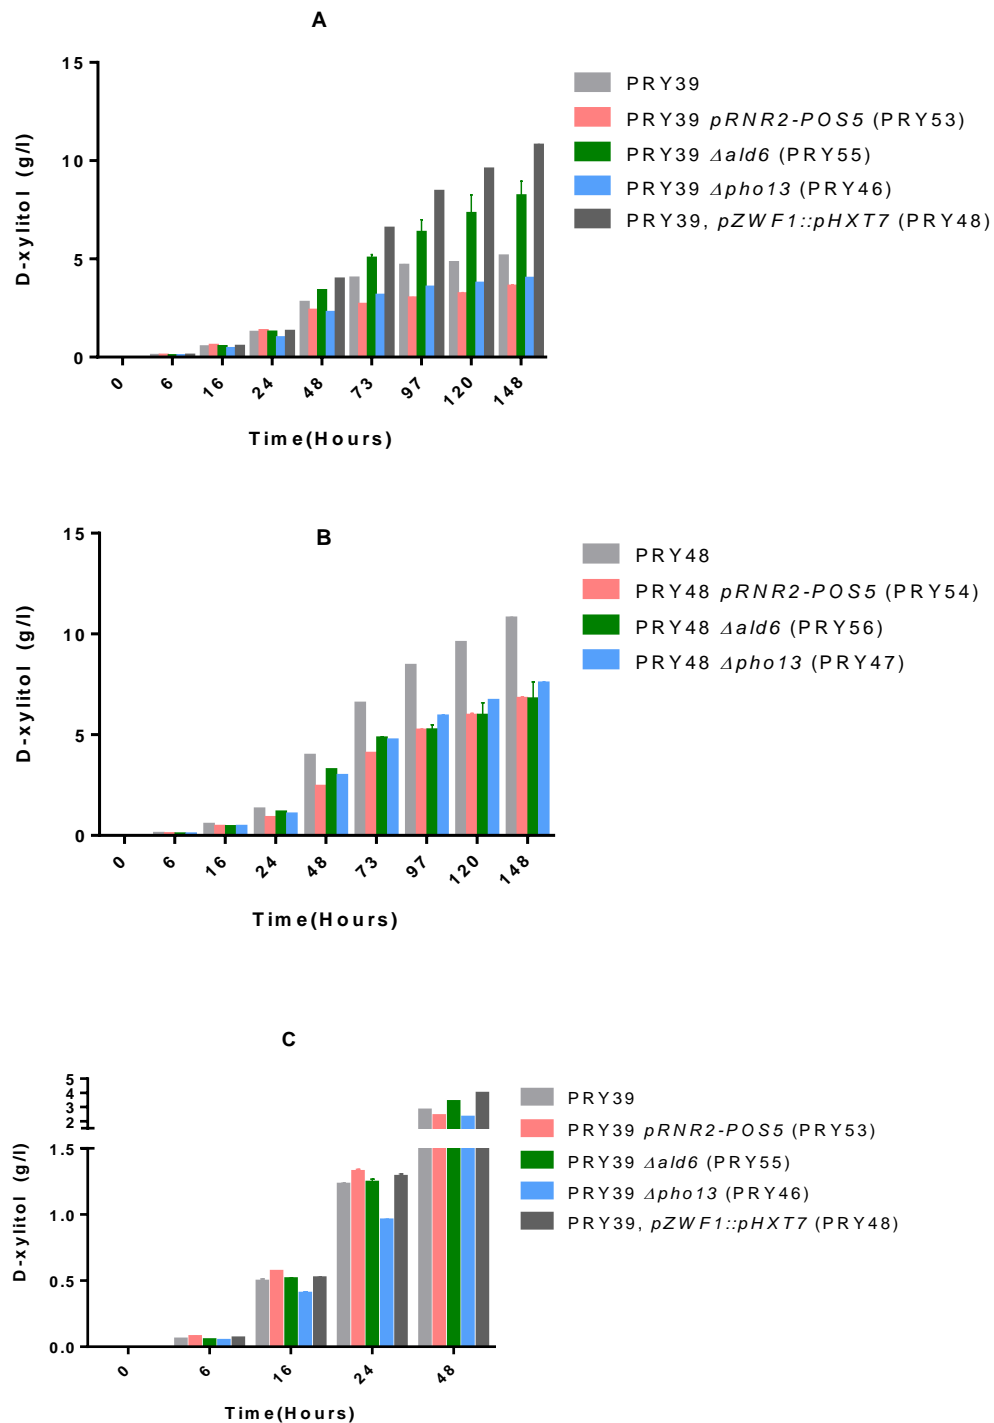 A
15
10
5
0
D-xylitol (g/l)
0 6 16 24 48 73 97 120 148
Time(Hours)
PRY39
PRY39 pRNR2-POS5 (PRY53)
PRY39 Δald6 (PRY55)
PRY39 Δpho13 (PRY46)
PRY39, pZWF1::pHXT7 (PRY48)
B
15
10
5
0
D-xylitol (g/l)
0 6 16 24 48 73 97 120 148
Time(Hours)
PRY48
PRY48 pRNR2-POS5 (PRY54)
PRY48 Δald6 (PRY56)
PRY48 Δpho13 (PRY47)
C
5
4
3
2
1.5
1.0
0.5
0.0
D-xylitol (g/l)
0 6 16 24 48
Time(Hours)
PRY39
PRY39 pRNR2-POS5 (PRY53)
PRY39 Δald6 (PRY55)
PRY39 Δpho13 (PRY46)
PRY39, pZWF1::pHXT7 (PRY48)